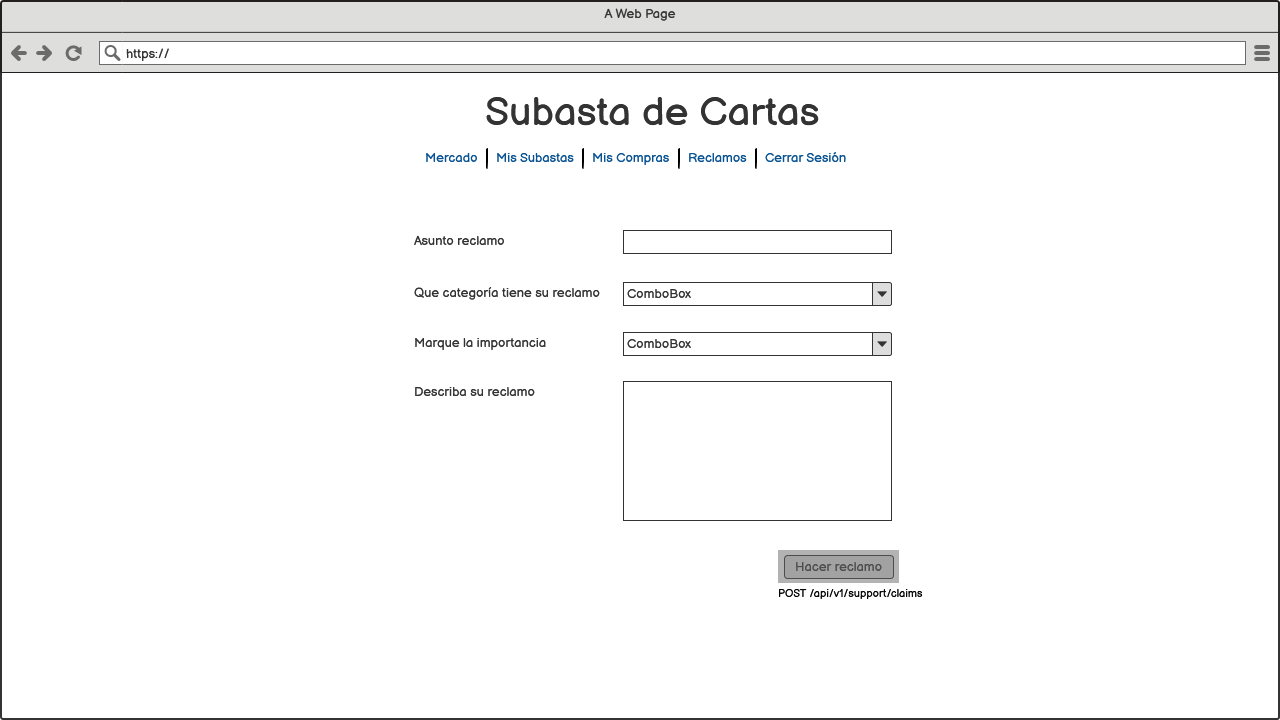 A Web Page
https://
Subasta de Cartas
Mercado
Mis Subastas
Mis Compras
Reclamos
Cerrar Sesión
Asunto reclamo
Que categoría tiene su reclamo
ComboBox
Marque la importancia
ComboBox
Describa su reclamo
Hacer reclamo
POST /api/v1/support/claims